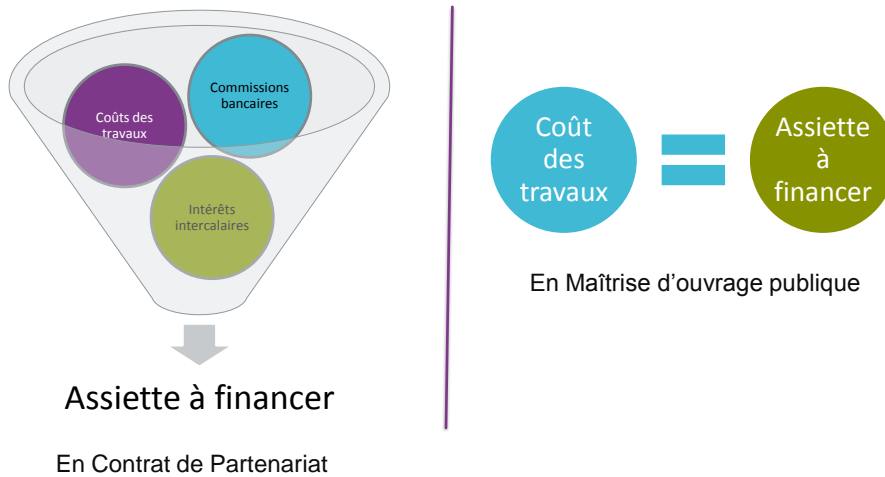 Commissions
bancaires
Coûts des
travaux
Intérêts
intercalaires
Assiette à financer
En Contrat de Partenariat
Coût
des
travaux
Assiette
à
financer
En Maîtrise d'ouvrage publique